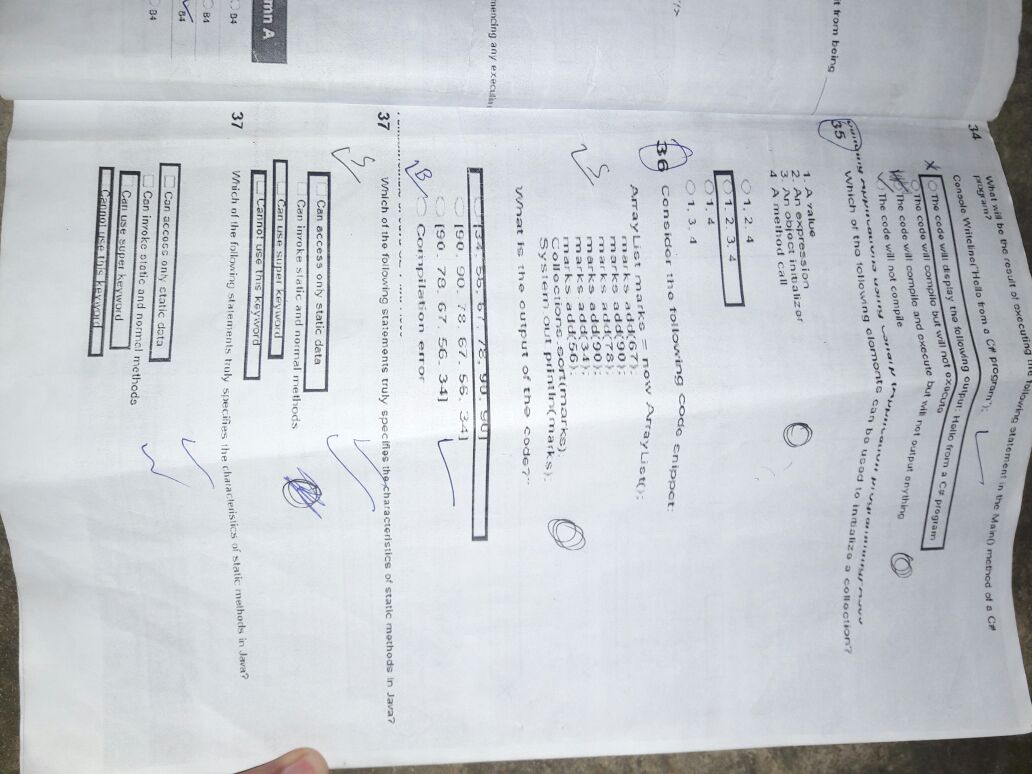 34
What will be the result of executing the following statement in the Main() method of a C#
program?
Console.Writeline("Hello from a C# program");
The code will display the following output: Hello from a C# program
The code will compile but will not execute
The code will compile and execute but will not output anything
The code will not compile
35
Which of the following elements can be used to initialize a collection?
1. A value
2. An expression
3. An object initializer
4. A method call
1. 2. 4
1. 2. 3. 4
1. 4
1. 3. 4
36 Consider the following code snippet:
ArrayList marks = new ArrayList();
marks add(67);
marks add(90);
marks add(78);
marks add(90);
marks add(34);
marks add(56);
Collections sort(marks).
System out println(marks);
What is the output of the code?"
[34. 56. 67. 78. 90. 90]
[90. 90. 78. 67. 56. 34]
[90. 78. 67. 56. 34]
B Compilation error
37 Which of the following statements truly specifies the characteristics of static methods in Java?
Can access only static data
Can invoke static and normal methods
Can use super keyword
Cannot use this keyword
37 Which of the following statements truly specifies the characteristics of static methods in Java?
Can access only static data
Can invoke static and normal methods
Can use super keyword
Cannot use this keyword
it from being
"/>
mencing any
mn A
B4
B4
B4
B4